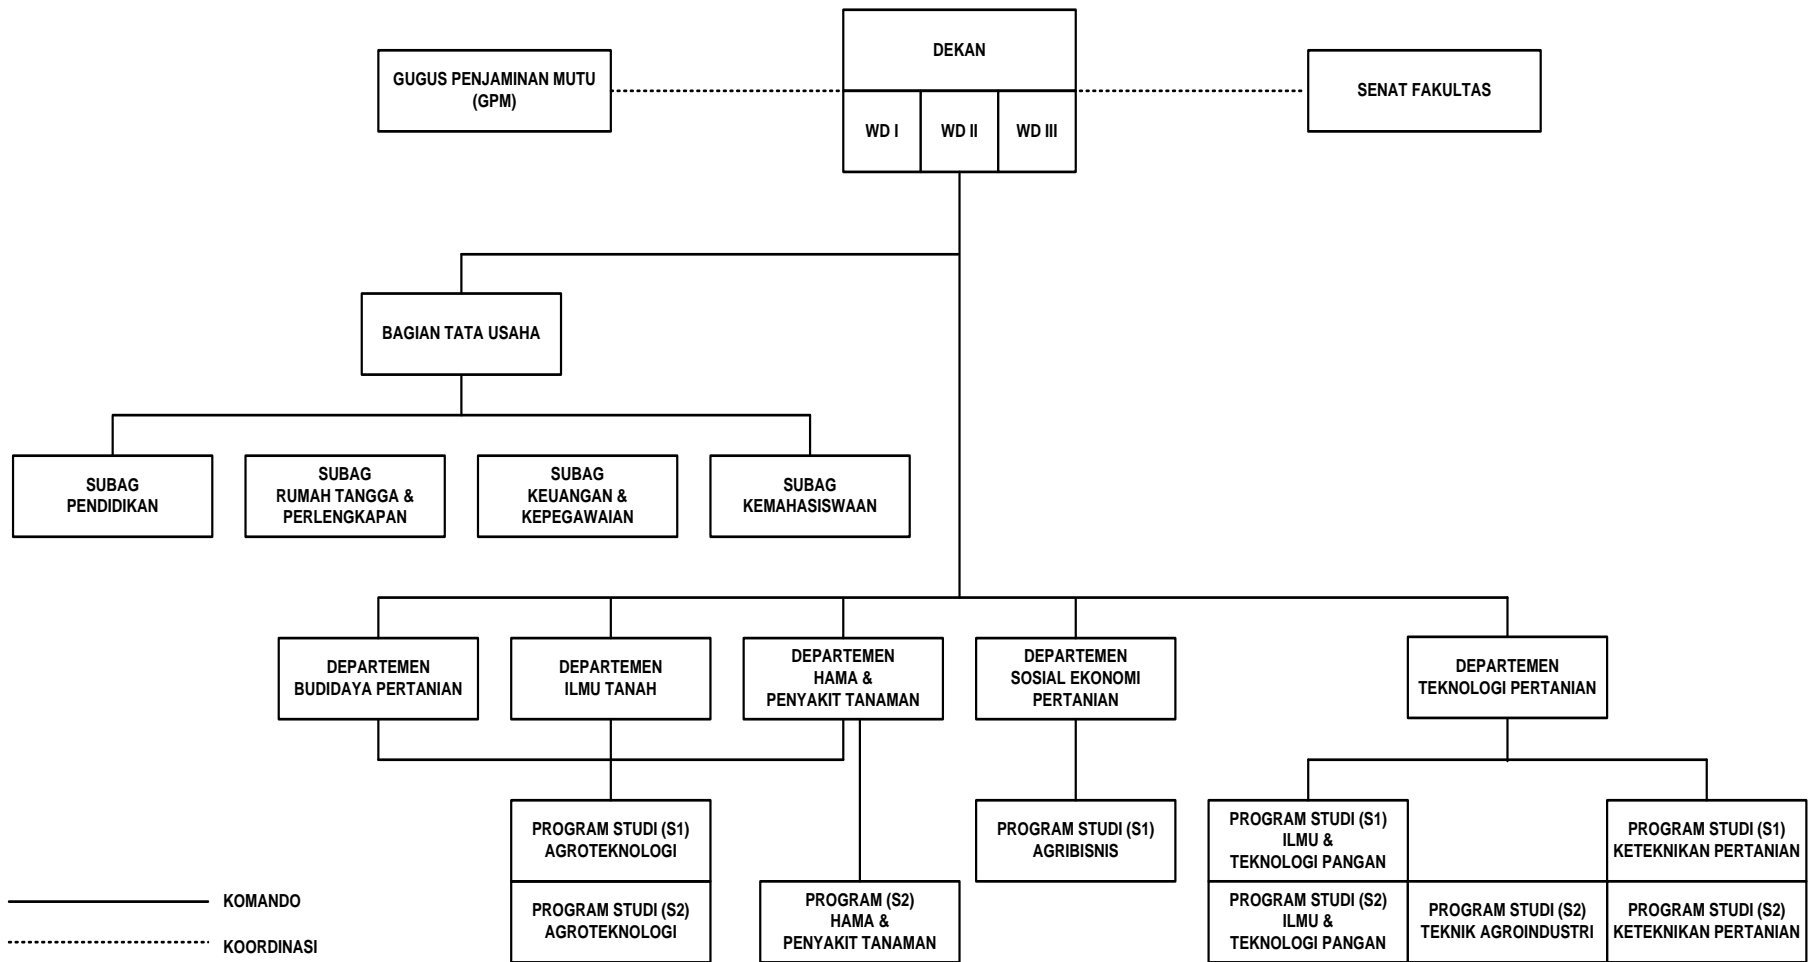 DEKAN
GUGUS PENJAMINAN MUTU
(GPM)
SENAT FAKULTAS
WD I
WD II
WD III
BAGIAN TATA USAHA
SUBAG
PENDIDIKAN
SUBAG
RUMAH TANGGA &
PERLENGKAPAN
SUBAG
KEUANGAN &
KEPEGAWAIAN
SUBAG
KEMAHASISWAAN
DEPARTEMEN
BUDIDAYA PERTANIAN
DEPARTEMEN
ILMU TANAH
DEPARTEMEN
HAMA &
PENYAKIT TANAMAN
DEPARTEMEN
SOSIAL EKONOMI
PERTANIAN
DEPARTEMEN
TEKNOLOGI PERTANIAN
PROGRAM STUDI (S1)
AGROTEKNOLOGI
PROGRAM STUDI (S1)
AGRIBISNIS
PROGRAM STUDI (S1)
ILMU &
TEKNOLOGI PANGAN
PROGRAM STUDI (S1)
KETEKNIKAN PERTANIAN
PROGRAM STUDI (S2)
AGROTEKNOLOGI
PROGRAM (S2)
HAMA &
PENYAKIT TANAMAN
PROGRAM STUDI (S2)
ILMU &
TEKNOLOGI PANGAN
PROGRAM STUDI (S2)
TEKNIK AGROINDUSTRI
PROGRAM STUDI (S2)
KETEKNIKAN PERTANIAN
KOMANDO
KOORDINASI